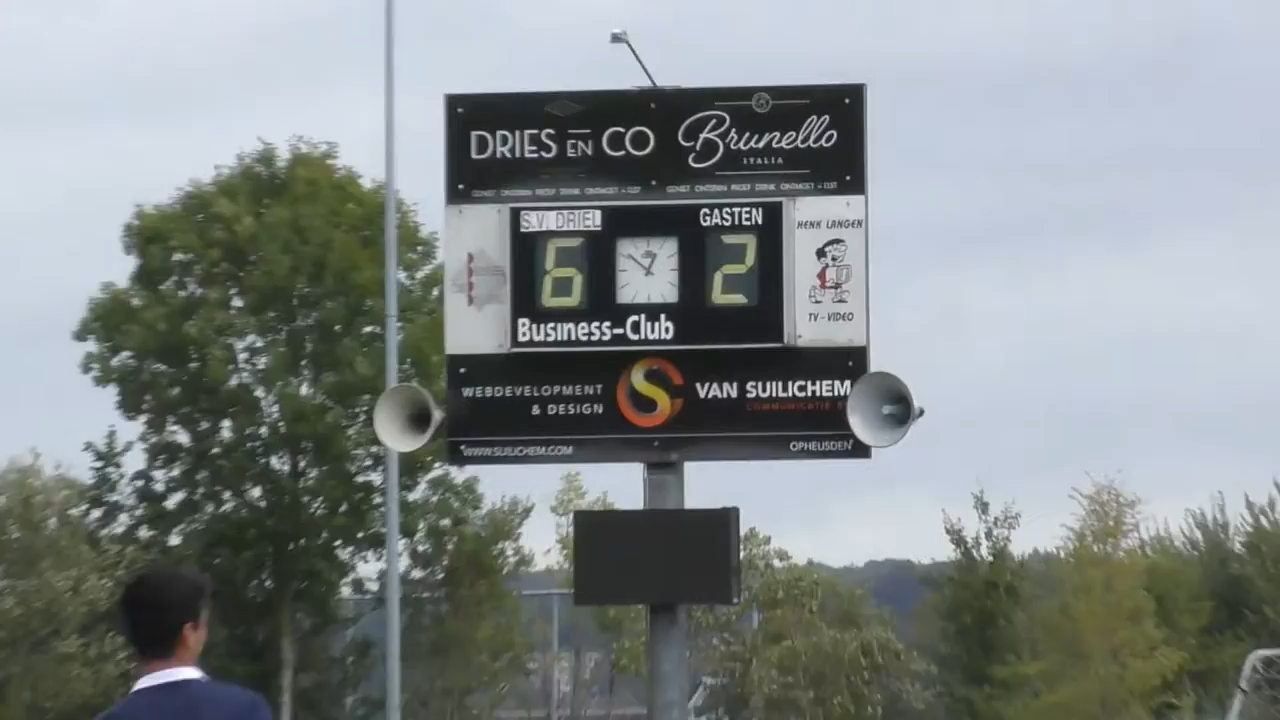 DRIES EN CO
Brunello
ITALIA
S.V. DRIEL
GASTEN
6
2
Business-Club
HENK LANGEN
TV-VIDEO
WEBDEVELOPMENT
& DESIGN
VAN SUILICHEM
COMMUNICATIE
WWW.SUILICHEM.COM
OPHEUSDEN